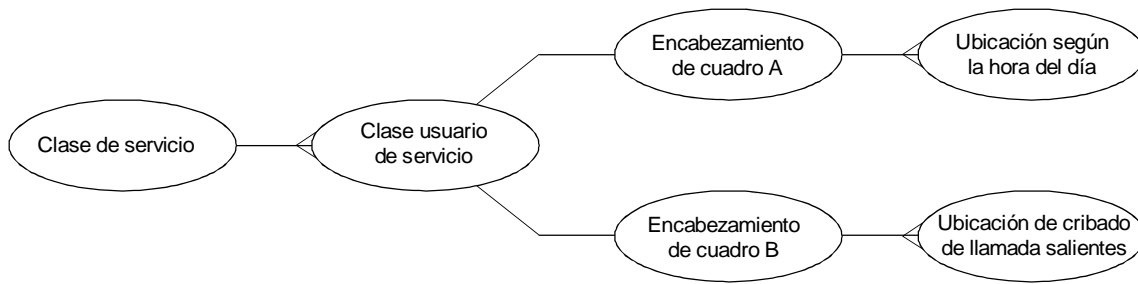 Encabezamiento
de cuadro A
Ubicación según
la hora del día
Clase de servicio
Clase usuario
de servicio
Encabezamiento
de cuadro B
Ubicación de cribado
de llamada salientes